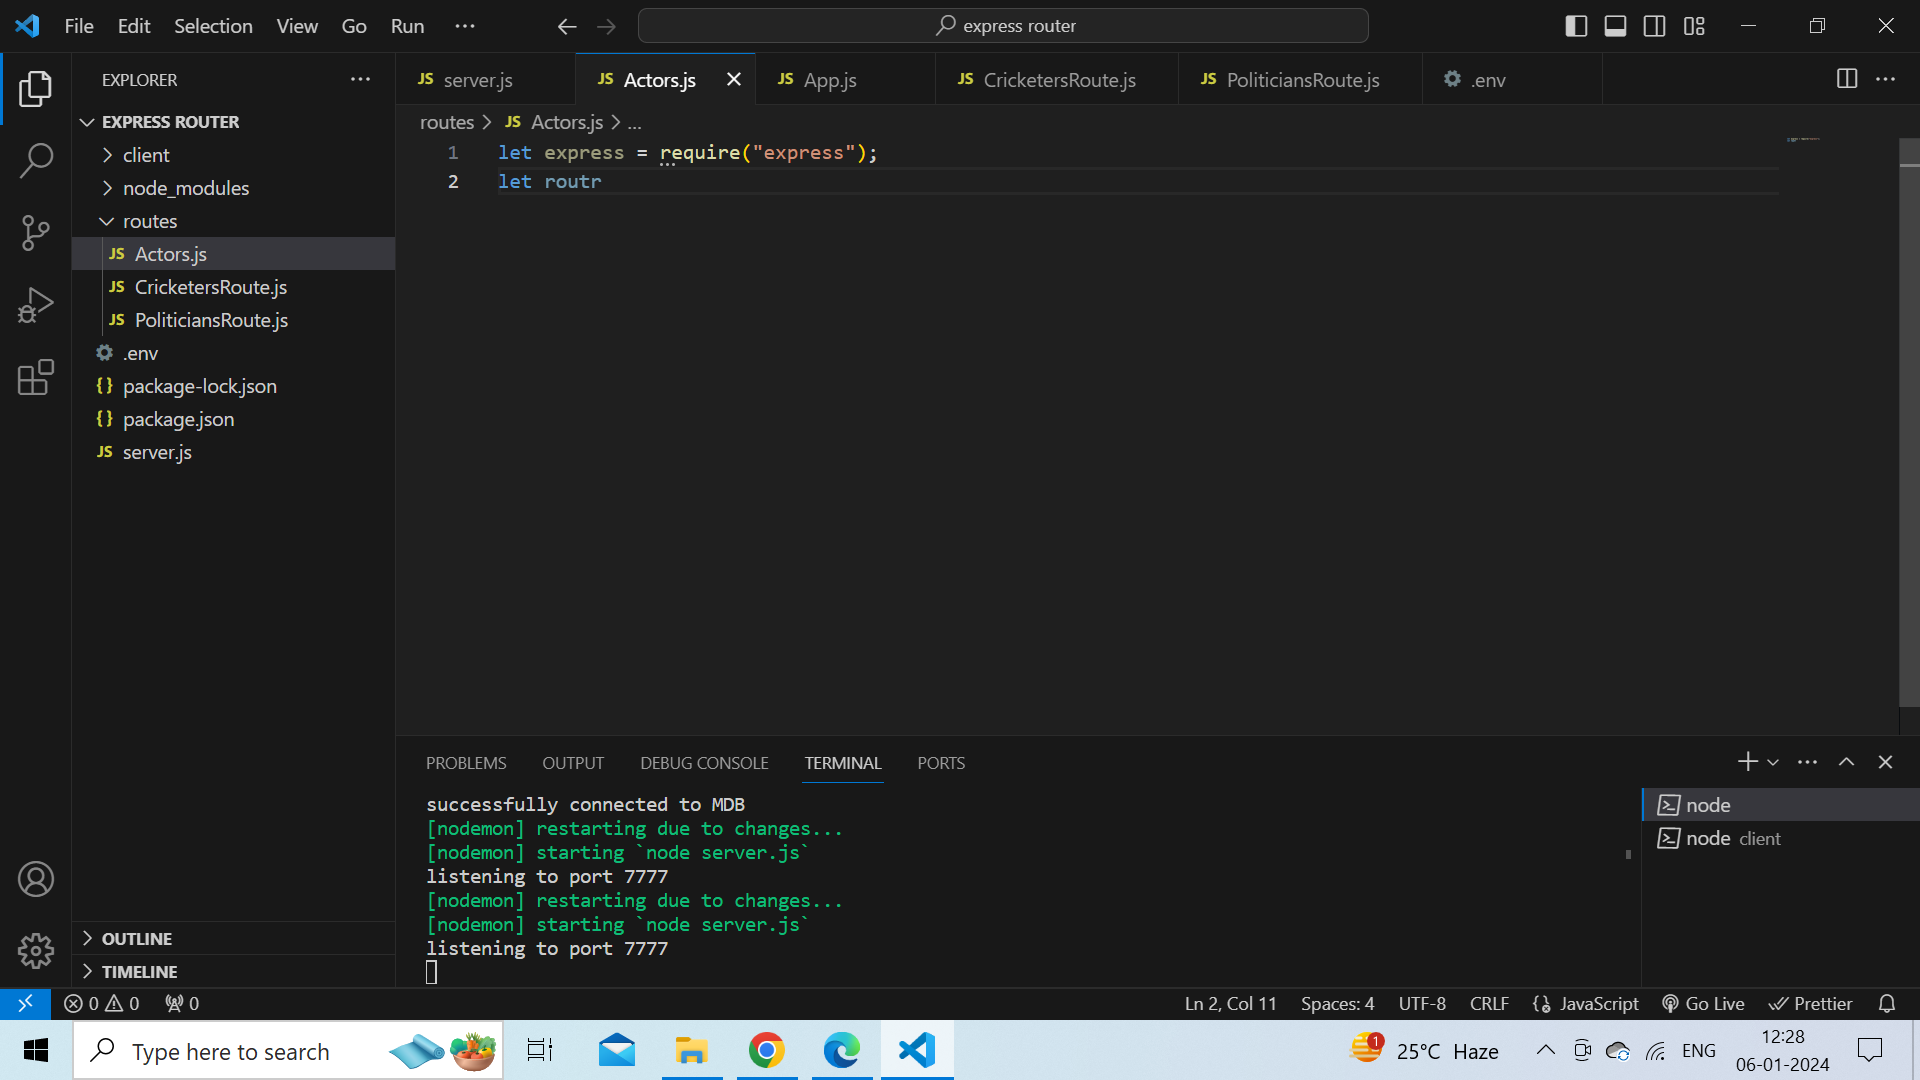 File Edit Selection View Go Run ...
express router
EXPLORER
server.js Actors.js App.js CricketersRoute.js PoliticiansRoute.js .env
EXPRESS ROUTER
client
node_modules
routes
Actors.js
CricketersRoute.js
PoliticiansRoute.js
.env
package-lock.json
package.json
server.js
OUTLINE
TIMELINE
routes > JS Actors.js > ...
1 let express = require("express");
2 let routr
PROBLEMS OUTPUT DEBUG CONSOLE TERMINAL PORTS
successfully connected to MDB
[nodemon] restarting due to changes...
[nodemon] starting `node server.js`
listening to port 7777
[nodemon] restarting due to changes...
[nodemon] starting `node server.js`
listening to port 7777
node
node client
0 0 0
Ln 2, Col 11 Spaces: 4 UTF-8 CRLF JavaScript Go Live Prettier
Type here to search
1 25°C Haze ENG 12:28
06-01-2024